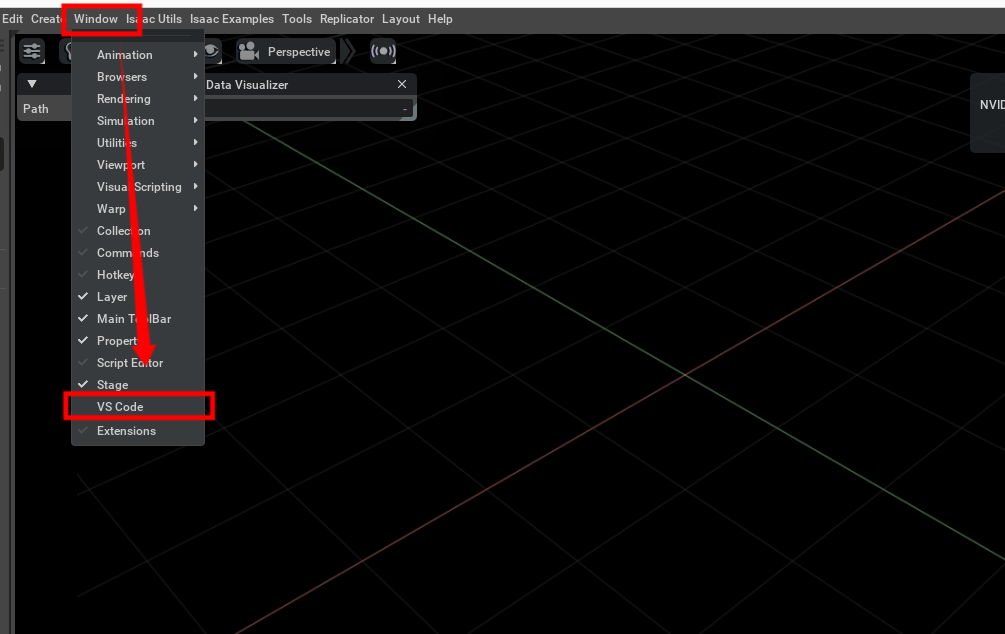 Edit Create Window Isaac Utils Isaac Examples Tools Replicator Layout Help
Perspective
Data Visualizer
Path
-
Animation
Browsers
Rendering
Simulation
Utilities
Viewport
Visual Scripting
Warp
Collection
Commands
Hotkey
Layer
Main ToolBar
Property
Script Editor
Stage
VS Code
Extensions
NVID